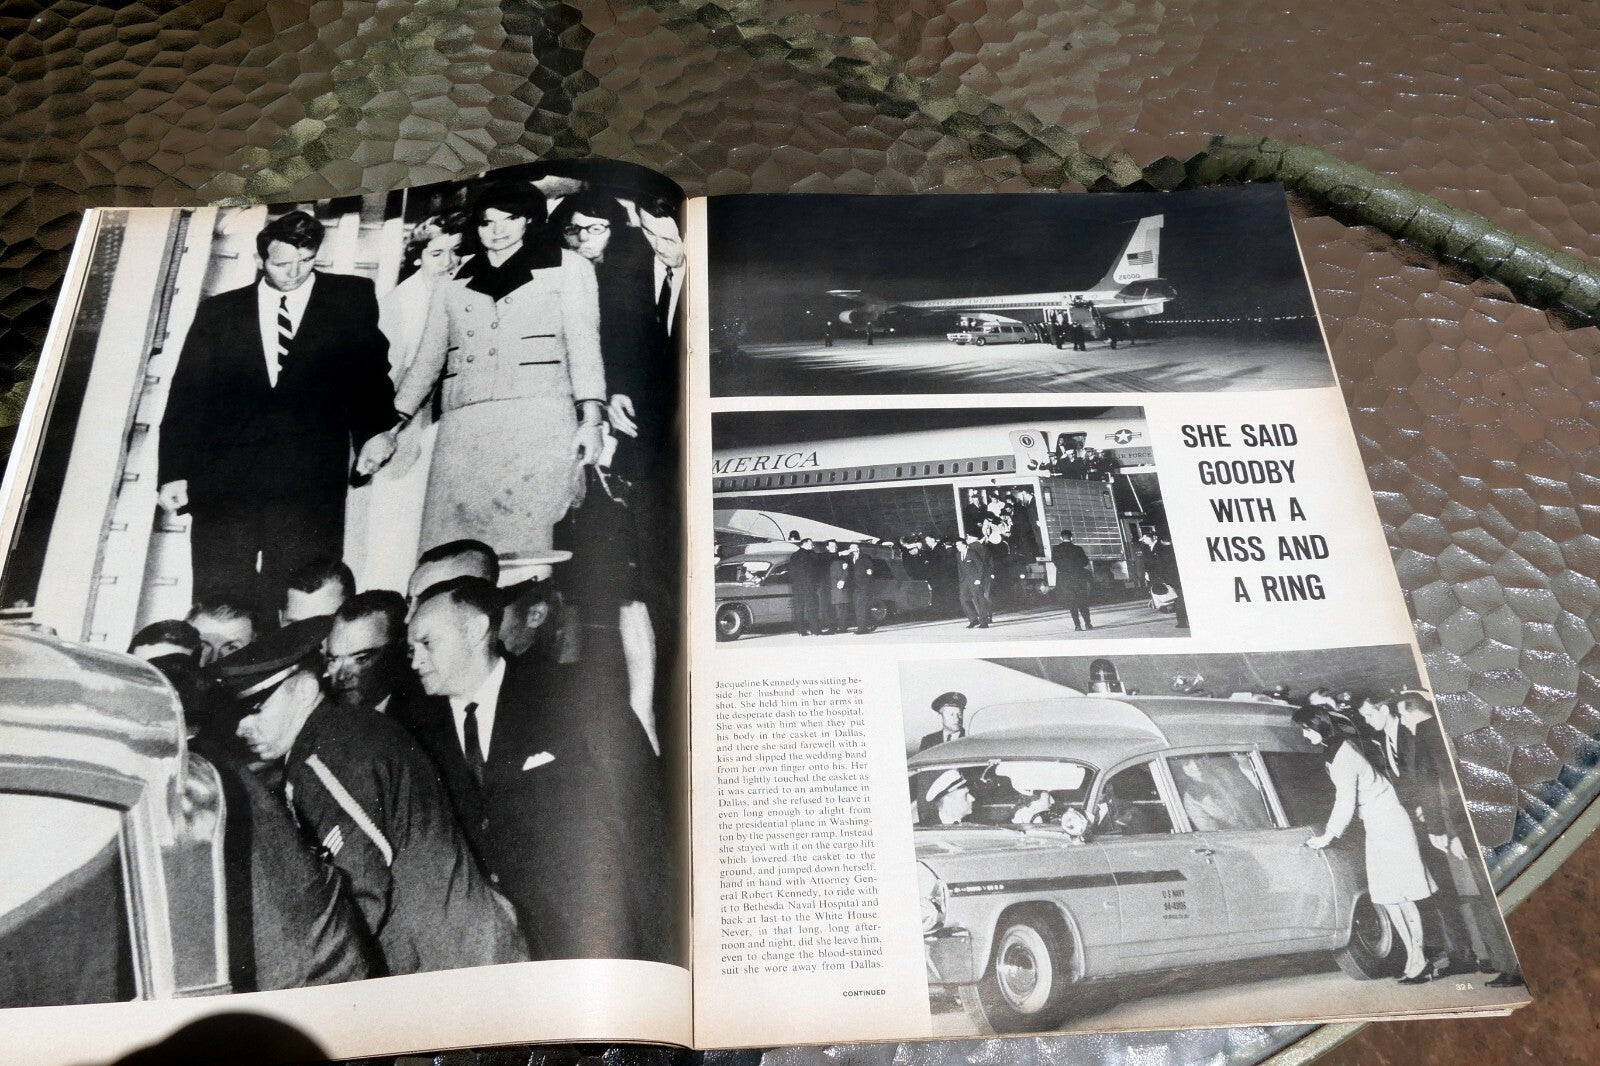 STATES OF AMERICA
26000
MERICA
AIR FORCE
SHE SAID
GOODBY
WITH A
KISS AND
A RING
Jacqueline Kennedy was sitting be-
side her husband when he was
shot. She held him in her arms in
the desperate dash to the hospital.
She was with him when they put
his body in the casket in Dallas,
and there she said farewell with a
kiss and slipped the wedding band
from her own finger onto his. Her
hand lightly touched the casket as
it was carried to an ambulance in
Dallas, and she refused to leave it
even long enough to alight from
the presidential plane in Washing-
ton by the passenger ramp. Instead
she stayed with it on the cargo lift
which lowered the casket to the
ground, and jumped down herself,
hand in hand with Attorney Gen-
eral Robert Kennedy, to ride with
it to Bethesda Naval Hospital and
back at last to the White House.
Never, in that long, long after-
noon and night, did she leave him,
even to change the blood-stained
suit she wore away from Dallas.
CONTINUED
U S NAVY
94-49196
32 A